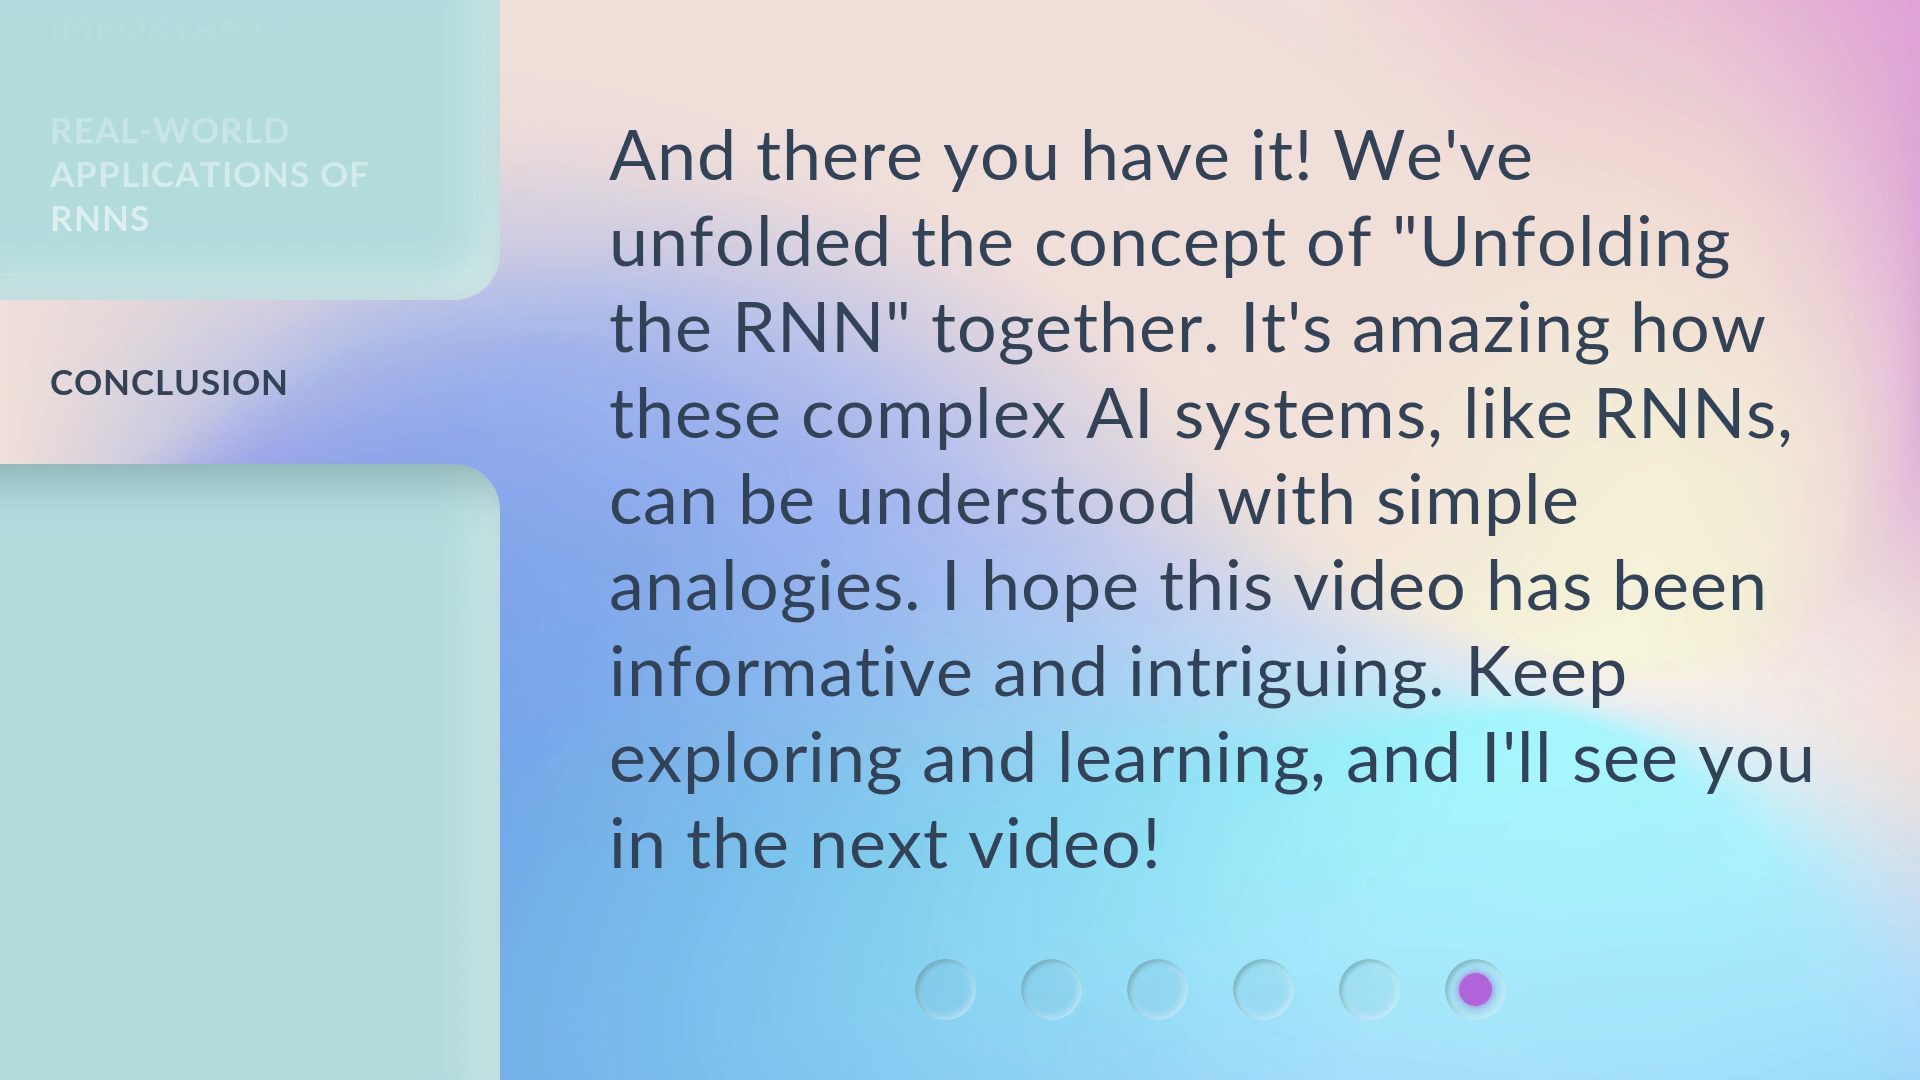 REAL-WORLD
APPLICATIONS OF
RNNS
CONCLUSION
And there you have it! We've
unfolded the concept of "Unfolding
the RNN" together. It's amazing how
these complex AI systems, like RNNs,
can be understood with simple
analogies. I hope this video has been
informative and intriguing. Keep
exploring and learning, and I'll see you
in the next video!